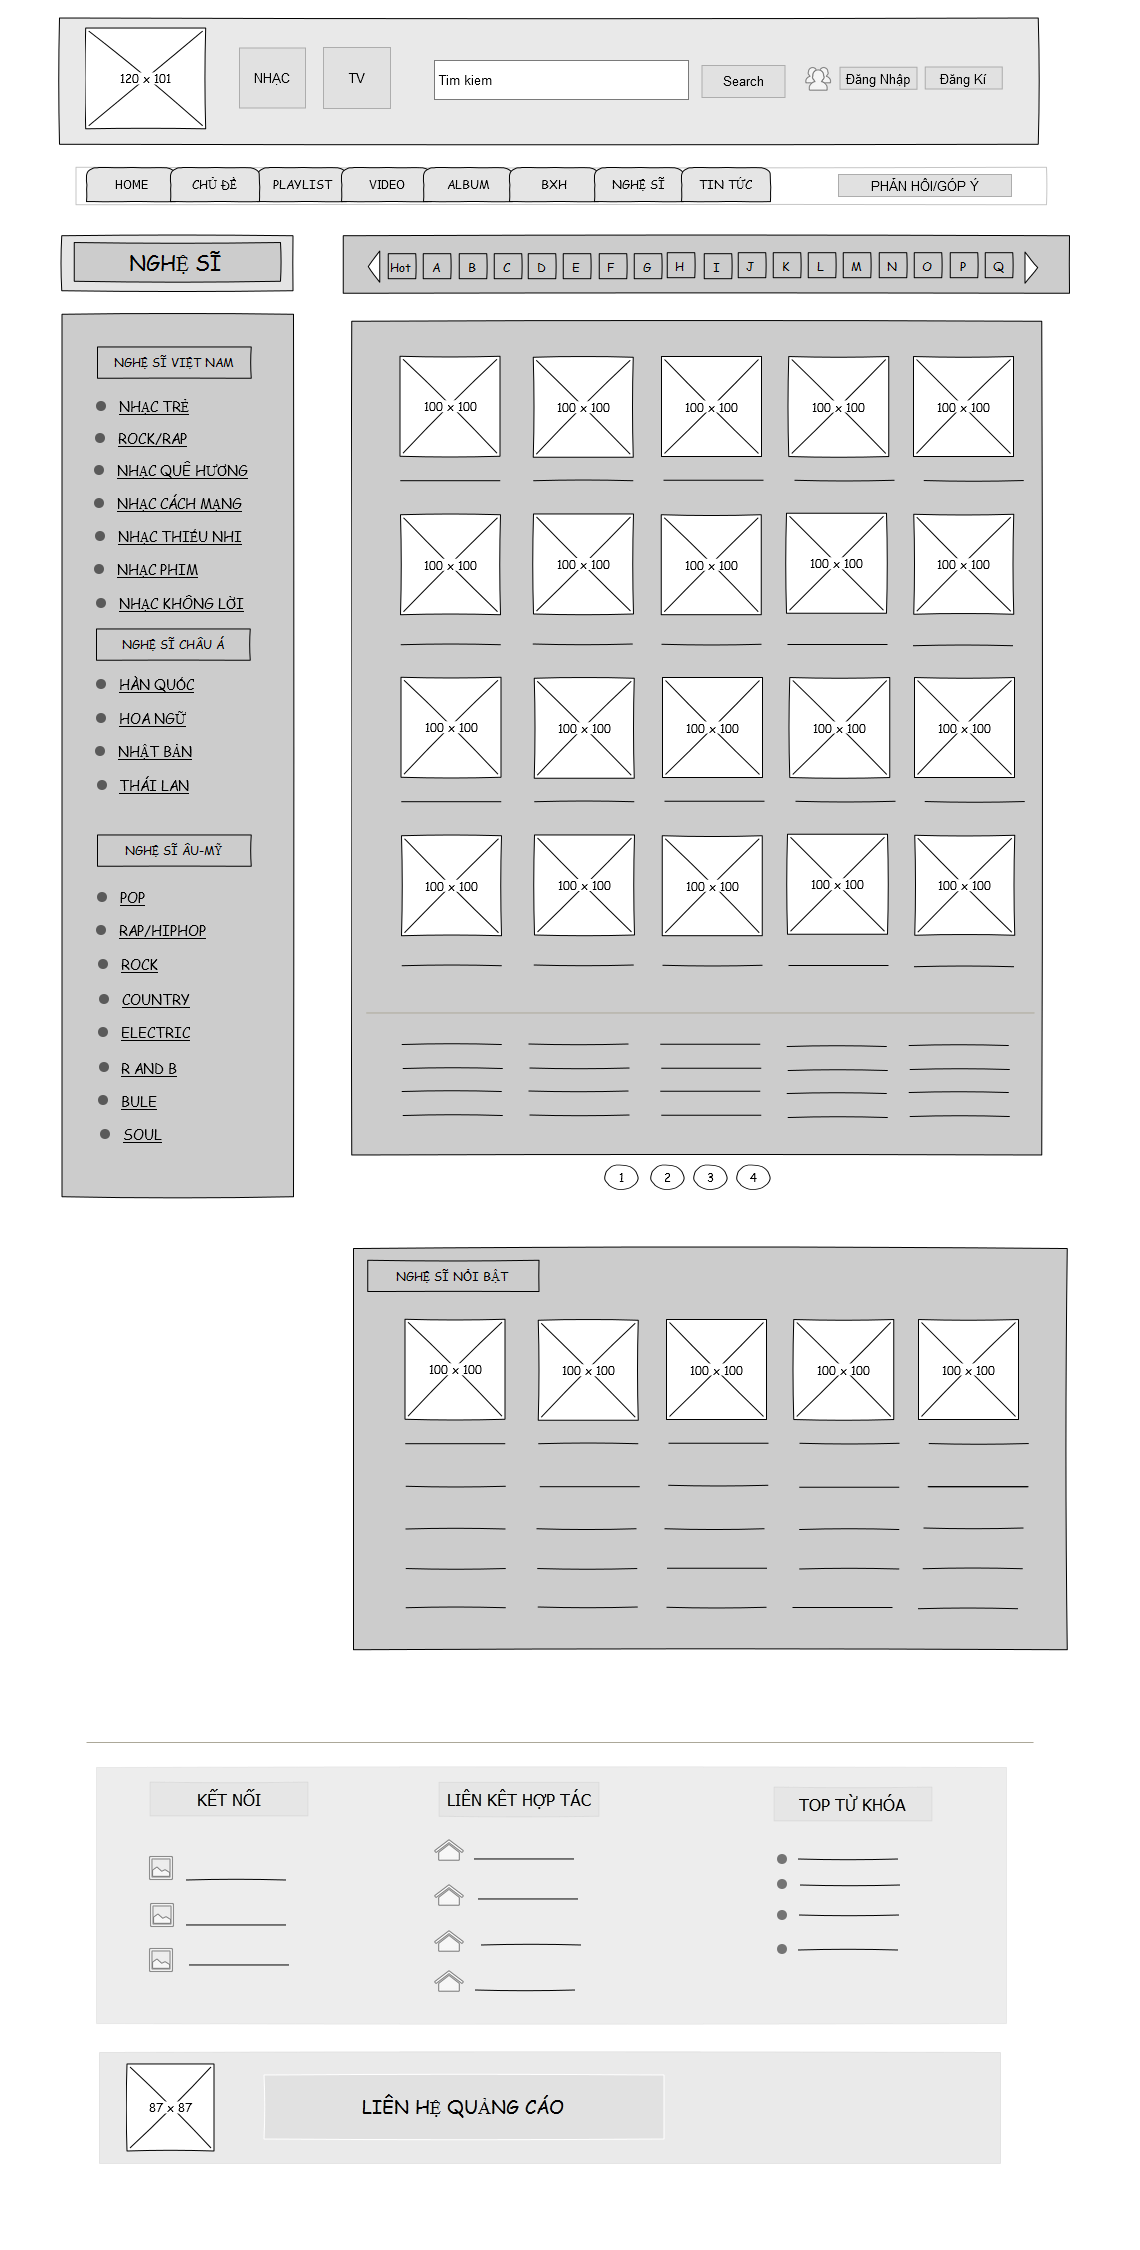 120 x 101
NHẠC
TV
Tim kiem
Search
Đăng Nhập
Đăng Kí
HOME
CHỦ ĐỀ
PLAYLIST
VIDEO
ALBUM
BXH
NGHỆ SĨ
TIN TỨC
PHẢN HỒI/GÓP Ý
NGHỆ SĨ
Hot A B C D E F G H I J K L M N O P Q
NGHỆ SĨ VIỆT NAM
NHẠC TRẺ
ROCK/RAP
NHẠC QUÊ HƯƠNG
NHẠC CÁCH MẠNG
NHẠC THIẾU NHI
NHẠC PHIM
NHẠC KHÔNG LỜI
NGHỆ SĨ CHÂU Á
HÀN QUỐC
HOA NGỮ
NHẬT BẢN
THÁI LAN
NGHỆ SĨ ÂU-MỸ
POP
RAP/HIPHOP
ROCK
COUNTRY
ELECTRIC
R AND B
BULE
SOUL
100 x 100 100 x 100 100 x 100 100 x 100 100 x 100
100 x 100 100 x 100 100 x 100 100 x 100 100 x 100
100 x 100 100 x 100 100 x 100 100 x 100 100 x 100
100 x 100 100 x 100 100 x 100 100 x 100 100 x 100
1 2 3 4
NGHỆ SĨ NỔI BẬT
100 x 100 100 x 100 100 x 100 100 x 100 100 x 100
KẾT NỐI
LIÊN KÊT HỢP TÁC
TOP TỪ KHÓA
87 x 87
LIÊN HỆ QUẢNG CÁO